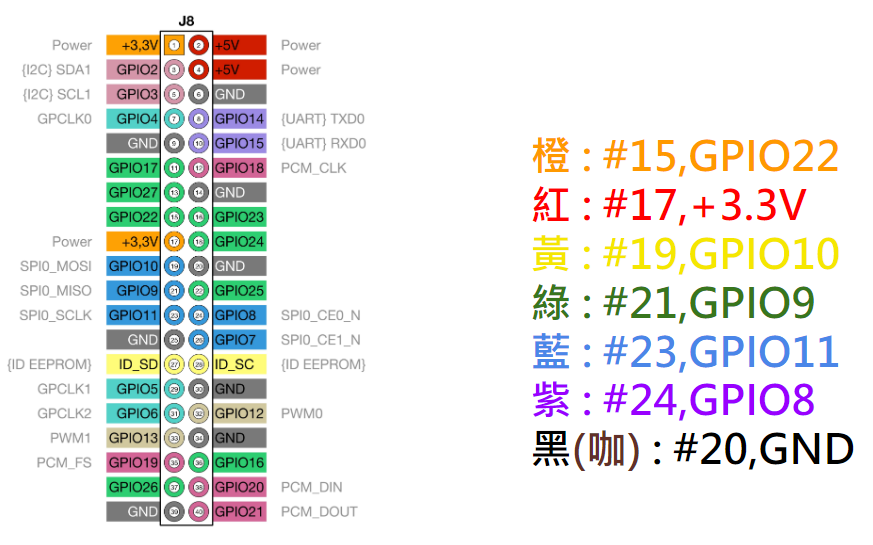 J8
Power +3,3V 1 2 +5V Power
{I2C} SDA1 GPIO2 3 4 +5V Power
{I2C} SCL1 GPIO3 5 6 GND
GPCLK0 GPIO4 7 8 GPIO14 {UART} TXD0
GND 9 10 GPIO15 {UART} RXD0
GPIO17 11 12 GPIO18 PCM_CLK
GPIO27 13 14 GND
GPIO22 15 16 GPIO23
Power +3,3V 17 18 GPIO24
SPI0_MOSI GPIO10 19 20 GND
SPI0_MISO GPIO9 21 22 GPIO25
SPI0_SCLK GPIO11 23 24 GPIO8 SPI0_CE0_N
GND 25 26 GPIO7 SPI0_CE1_N
{ID EEPROM} ID_SD 27 28 ID_SC {ID EEPROM}
GPCLK1 GPIO5 29 30 GND
GPCLK2 GPIO6 31 32 GPIO12 PWM0
PWM1 GPIO13 33 34 GND
PCM_FS GPIO19 35 36 GPIO16
GPIO26 37 38 GPIO20 PCM_DIN
GND 39 40 GPIO21 PCM_DOUT
橙 : #15,GPIO22
紅 : #17,+3.3V
黃 : #19,GPIO10
綠 : #21,GPIO9
藍 : #23,GPIO11
紫 : #24,GPIO8
黑(咖) : #20,GND